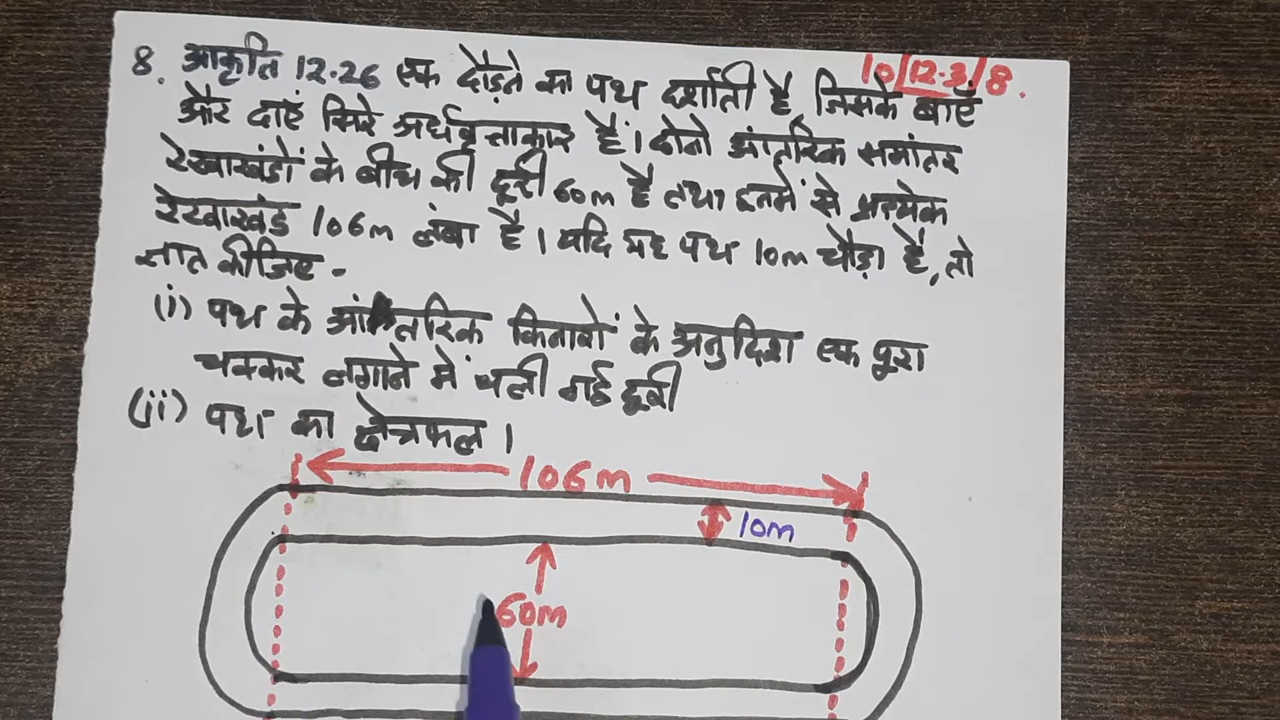 10/12.3/8.
8. आकृति 12.26 एक दौड़ने का पथ दर्शाती है, जिसके बाएँ
और दाएं सिरे अर्धवृत्ताकार हैं। दोनो आंतरिक समांतर
रेखाखंडों के बीच की दूरी 60m है तथा इनमें से प्रत्येक
रेखाखंड 106m लंबा है। यदि यह पथ 10m चौड़ा है, तो
ज्ञात कीजिए -
(i) पथ के आंतरिक किनारों के अनुदिश एक पुरा
चक्कर लगाने में चली गई दूरी
(ii) पथ का क्षेत्रफल।
106m
10m
60m